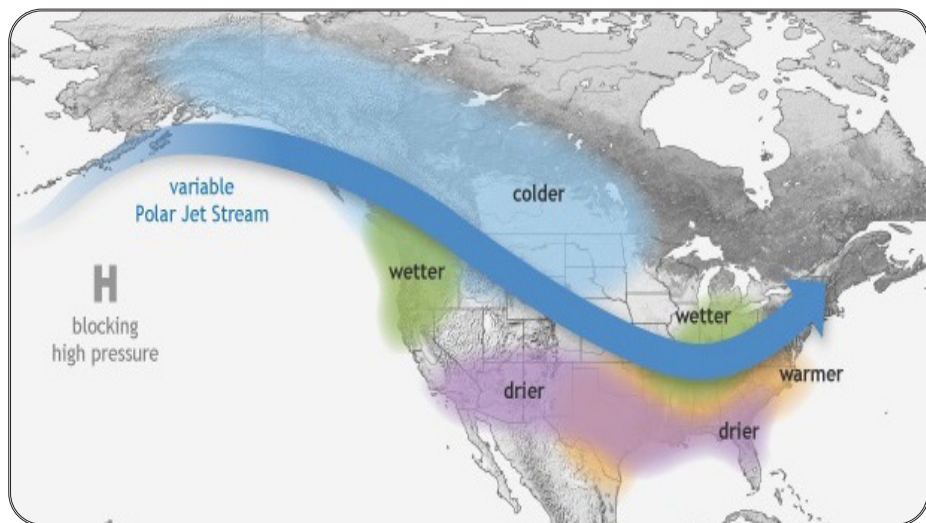 variable
Polar Jet Stream
colder
wetter
H
blocking
high pressure
wetter
warmer
drier
drier